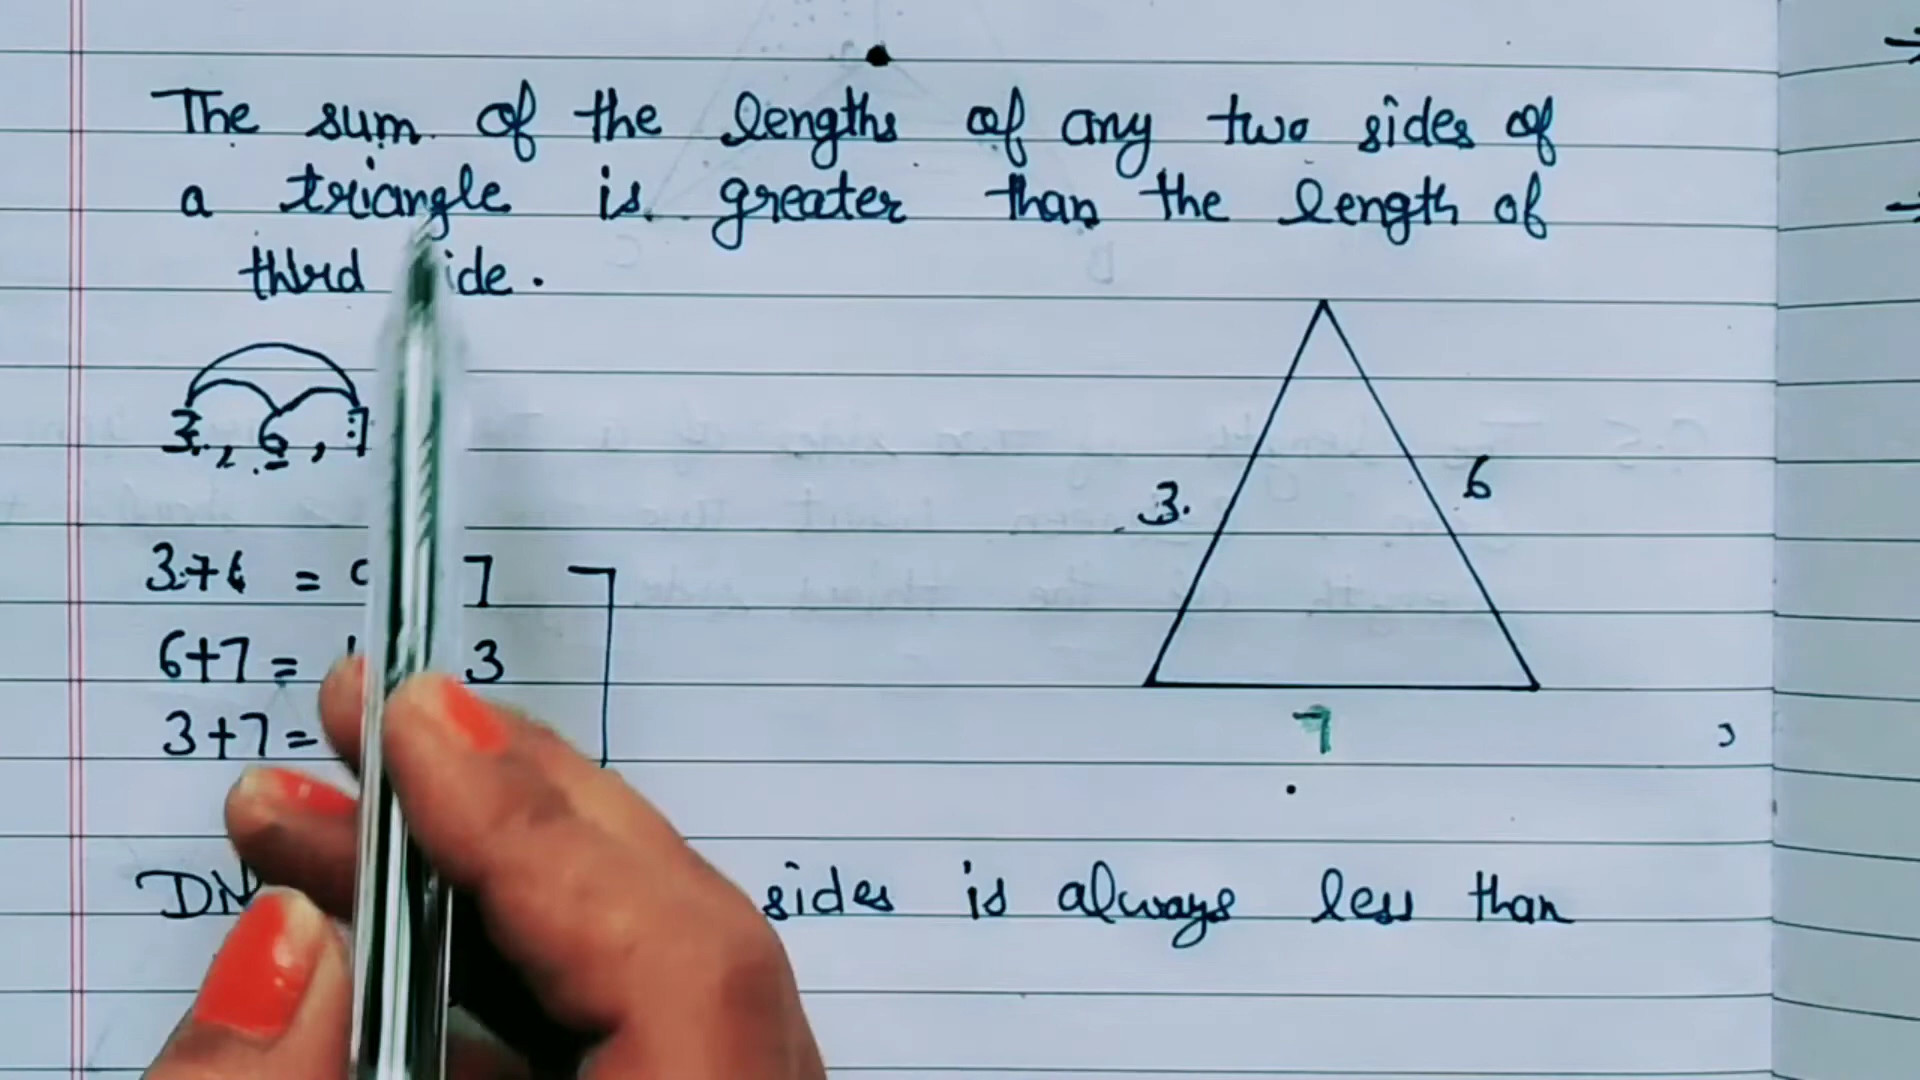 The sum of the lengths of any two sides of
a triangle is greater than the length of
third ide.
3, 6, 7
3+6 = 7
6+7 = 3
3+7 =
3.
6
7
sides is always less than